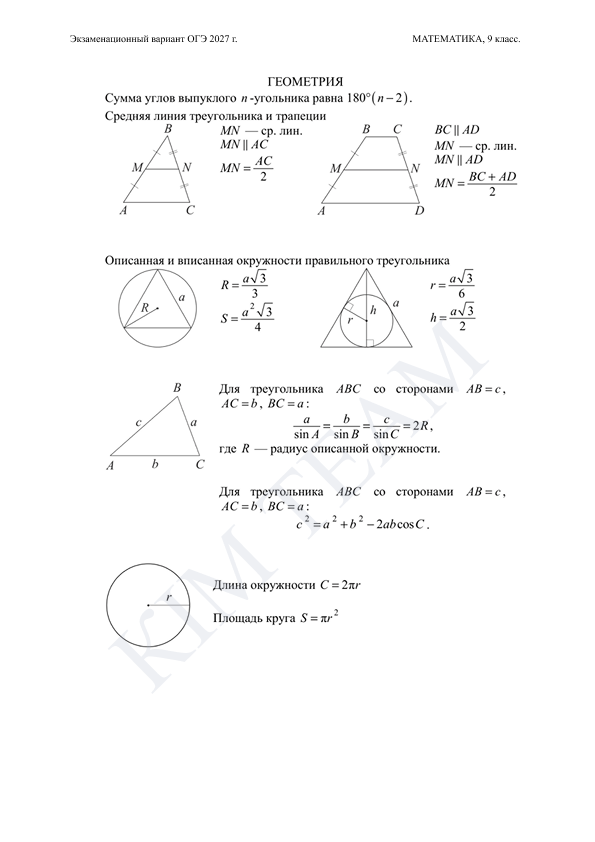 Экзаменационный вариант ОГЭ 2027 г. МАТЕМАТИКА, 9 класс.
ГЕОМЕТРИЯ
Сумма углов выпуклого n -угольника равна 180°(n − 2).
Средняя линия треугольника и трапеции
B
M N
A C
MN — ср. лин.
MN || AC
MN = AC/2
B C
M N
A D
BC || AD
MN — ср. лин.
MN || AD
MN = (BC + AD)/2
Описанная и вписанная окружности правильного треугольника
R a
R = a√3/3
S = a²√3/4
r h a
r = a√3/6
h = a√3/2
B
c a
A b C
Для треугольника ABC со сторонами AB = c,
AC = b, BC = a:
a/sin A = b/sin B = c/sin C = 2R,
где R — радиус описанной окружности.
Для треугольника ABC со сторонами AB = c,
AC = b, BC = a:
c² = a² + b² − 2ab cos C.
r
Длина окружности C = 2πr
Площадь круга S = πr²
KIM TEAM